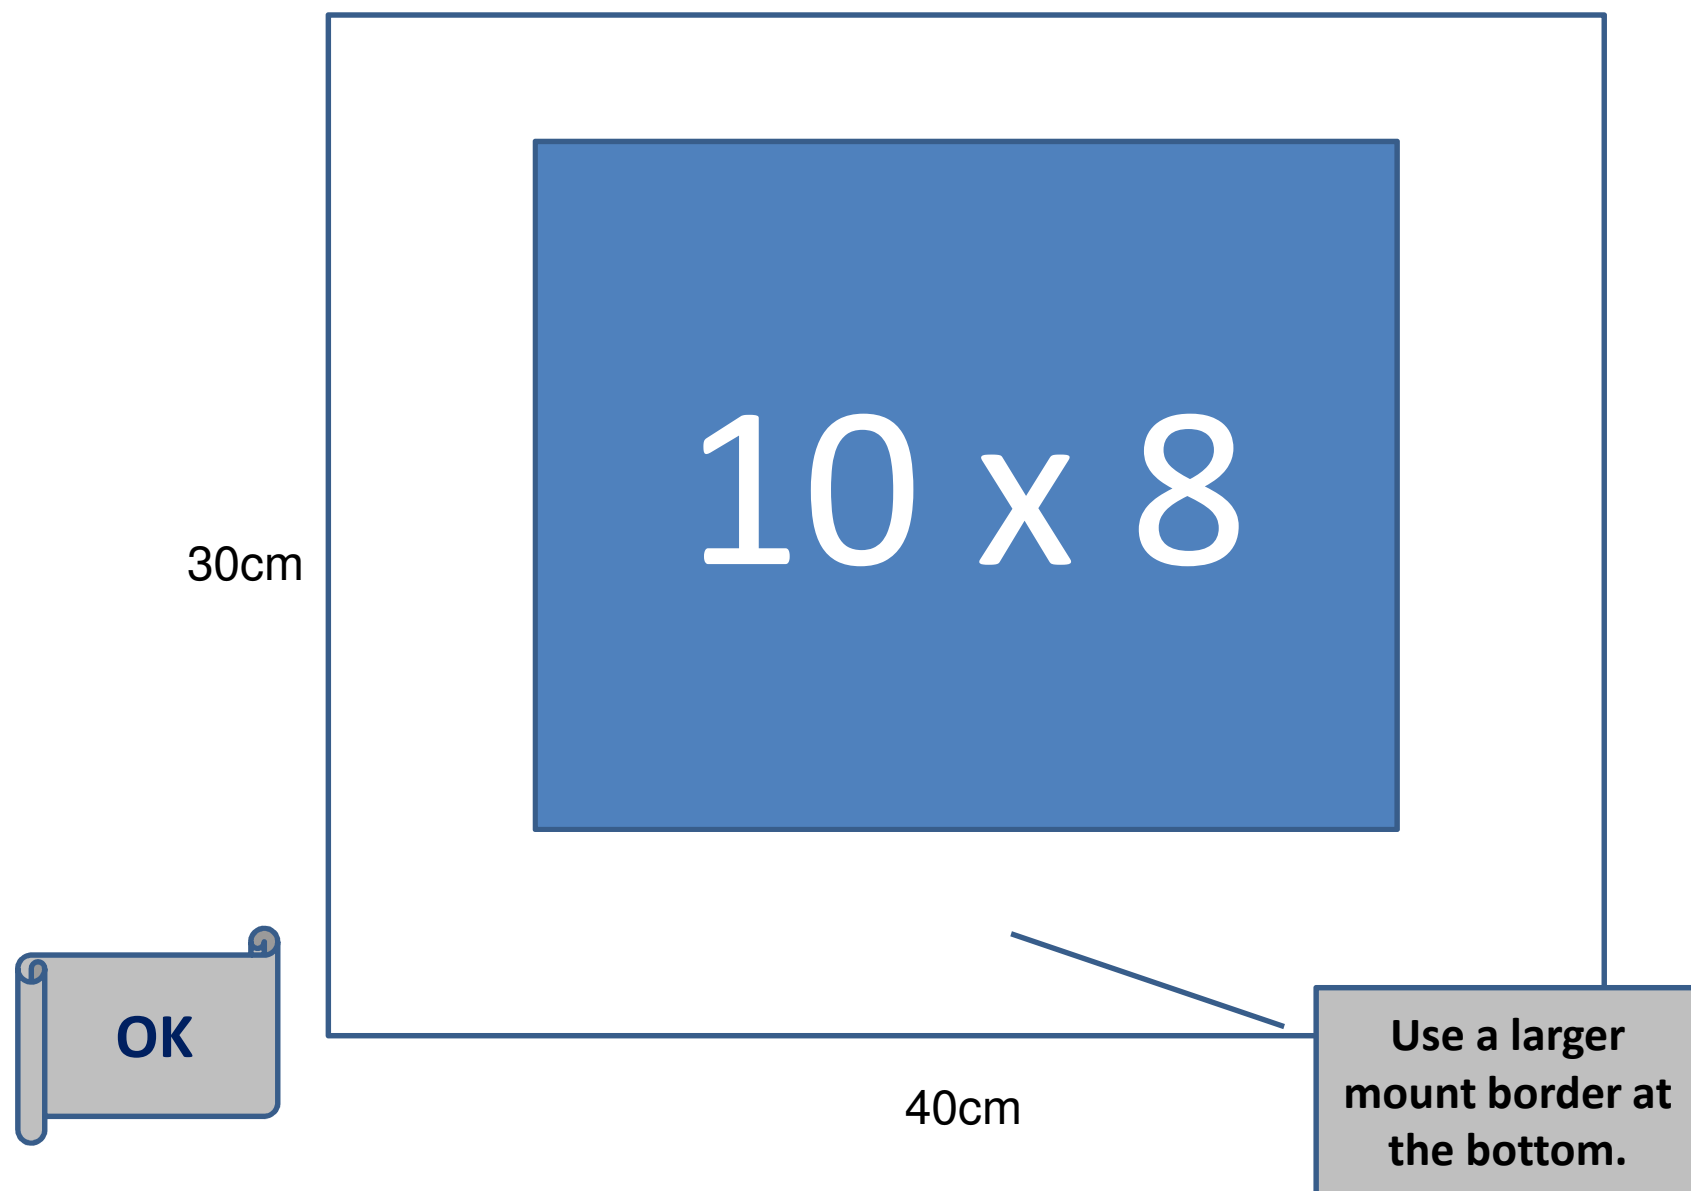 10 x 8
30cm
OK
40cm
Use a larger
mount border at
the bottom.